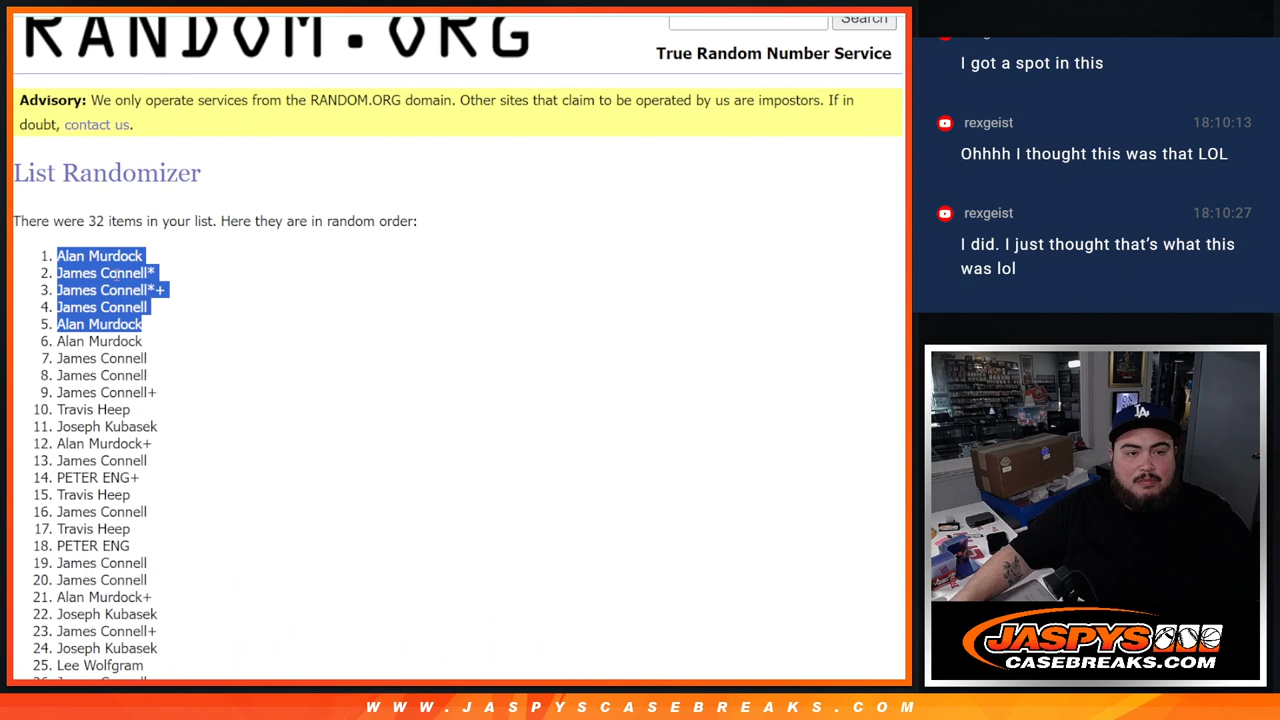 RANDOM.ORG
Search
True Random Number Service
Advisory: We only operate services from the RANDOM.ORG domain. Other sites that claim to be operated by us are impostors. If in
doubt, contact us.
List Randomizer
There were 32 items in your list. Here they are in random order:
1. Alan Murdock
2. James Connell*
3. James Connell*+
4. James Connell
5. Alan Murdock
6. Alan Murdock
7. James Connell
8. James Connell
9. James Connell+
10. Travis Heep
11. Joseph Kubasek
12. Alan Murdock+
13. James Connell
14. PETER ENG+
15. Travis Heep
16. James Connell
17. Travis Heep
18. PETER ENG
19. James Connell
20. James Connell
21. Alan Murdock+
22. Joseph Kubasek
23. James Connell+
24. Joseph Kubasek
25. Lee Wolfgram
I got a spot in this
rexgeist 18:10:13
Ohhhh I thought this was that LOL
rexgeist 18:10:27
I did. I just thought that's what this
was lol
LA
JASPYS
CASEBREAKS.COM
WWW.JASPYSCASEBREAKS.COM